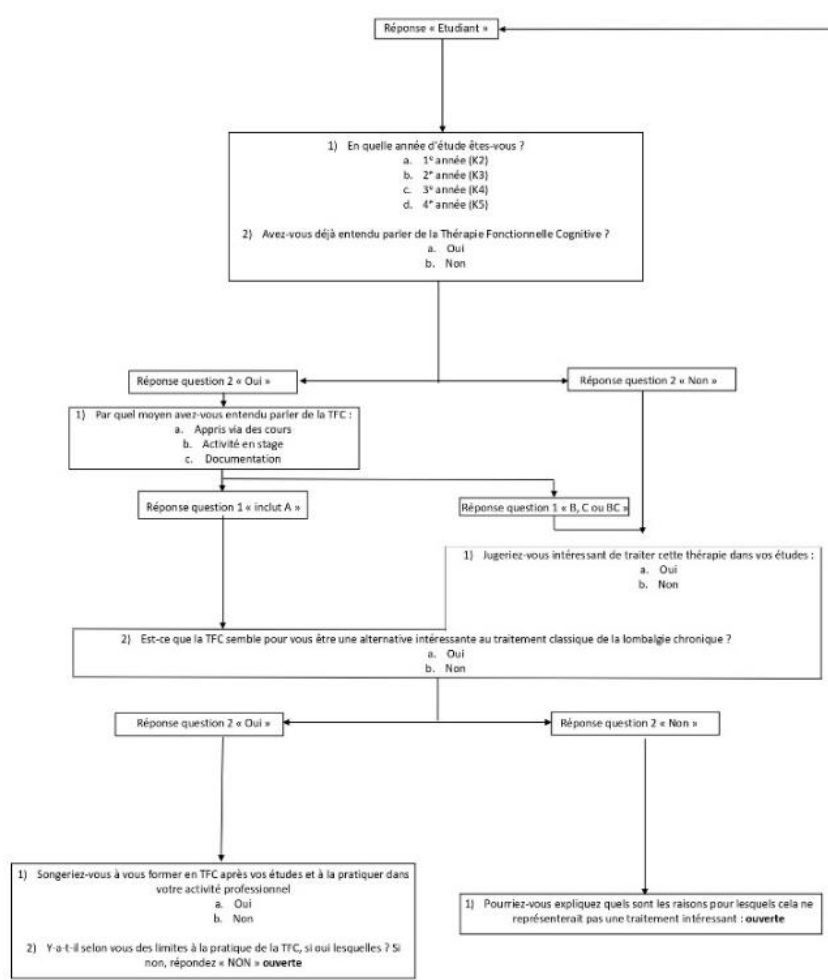 Réponse « Etudiant »
1) En quelle année d'étude êtes-vous ?
a. 1e année (K2)
b. 2e année (K3)
c. 3e année (K4)
d. 4e année (K5)
2) Avez-vous déjà entendu parler de la Thérapie Fonctionnelle Cognitive ?
a. Oui
b. Non
Réponse question 2 « Oui »
Réponse question 2 « Non »
1) Par quel moyen avez-vous entendu parler de la TFC :
a. Appris via des cours
b. Activité en stage
c. Documentation
Réponse question 1 « inclut A »
Réponse question 1 « B, C ou BC »
1) Jugeriez-vous intéressant de traiter cette thérapie dans vos études :
a. Oui
b. Non
2) Est-ce que la TFC semble pour vous être une alternative intéressante au traitement classique de la lombalgie chronique ?
a. Oui
b. Non
Réponse question 2 « Oui »
Réponse question 2 « Non »
1) Songeriez-vous à vous former en TFC après vos études et à la pratiquer dans
votre activité professionnel
a. Oui
b. Non
2) Y-a-t-il selon vous des limites à la pratique de la TFC, si oui lesquelles ? Si
non, répondez « NON » ouverte
1) Pourriez-vous expliquez quels sont les raisons pour lesquels cela ne
représenterait pas une traitement intéressant : ouverte